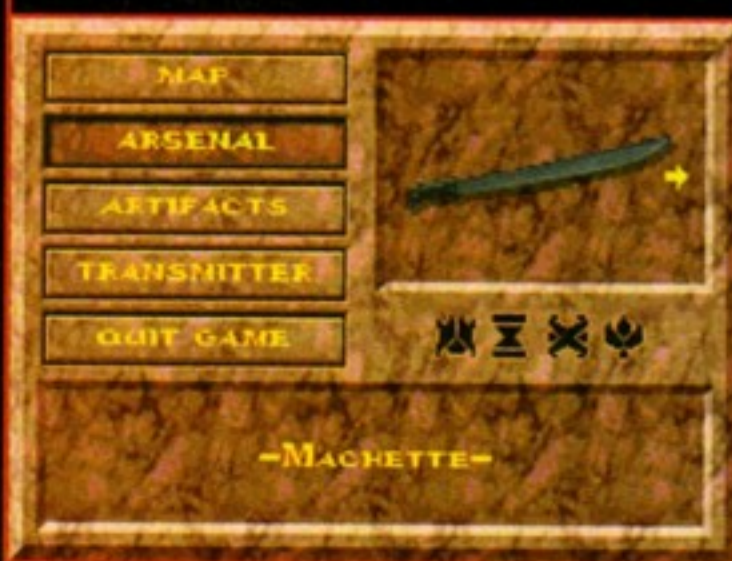 MAP
ARSENAL
ARTIFACTS
TRANSMITTER
QUIT GAME
-MACHETTE-